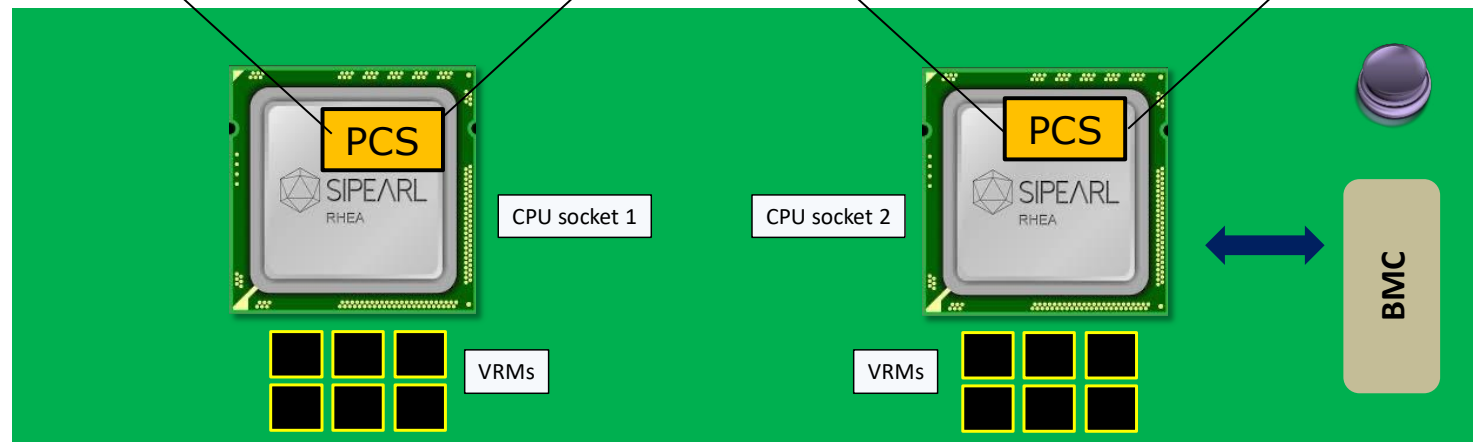 PCS
SIPEARL
RHEA
CPU socket 1
VRMs
PCS
SIPEARL
RHEA
CPU socket 2
VRMs
BMC